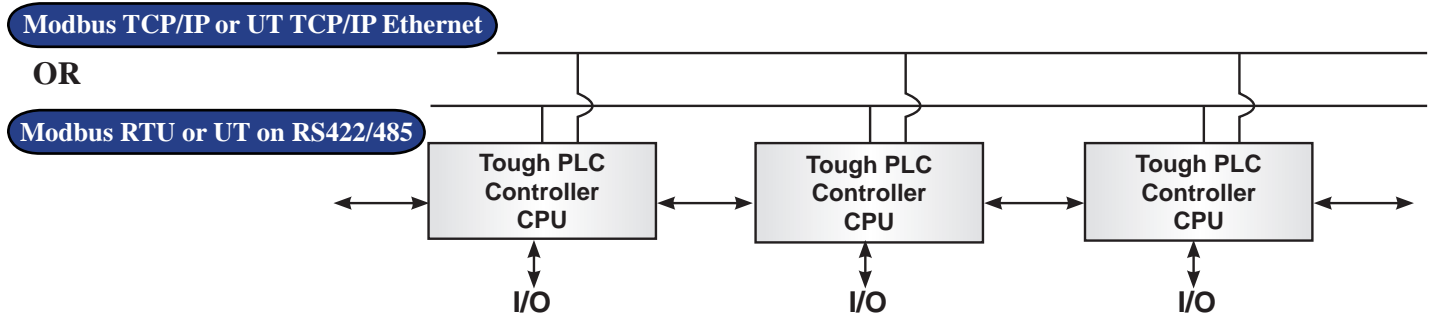 Modbus TCP/IP or UT TCP/IP Ethernet
OR
Modbus RTU or UT on RS422/485
Tough PLC
Controller
CPU
Tough PLC
Controller
CPU
Tough PLC
Controller
CPU
I/O
I/O
I/O